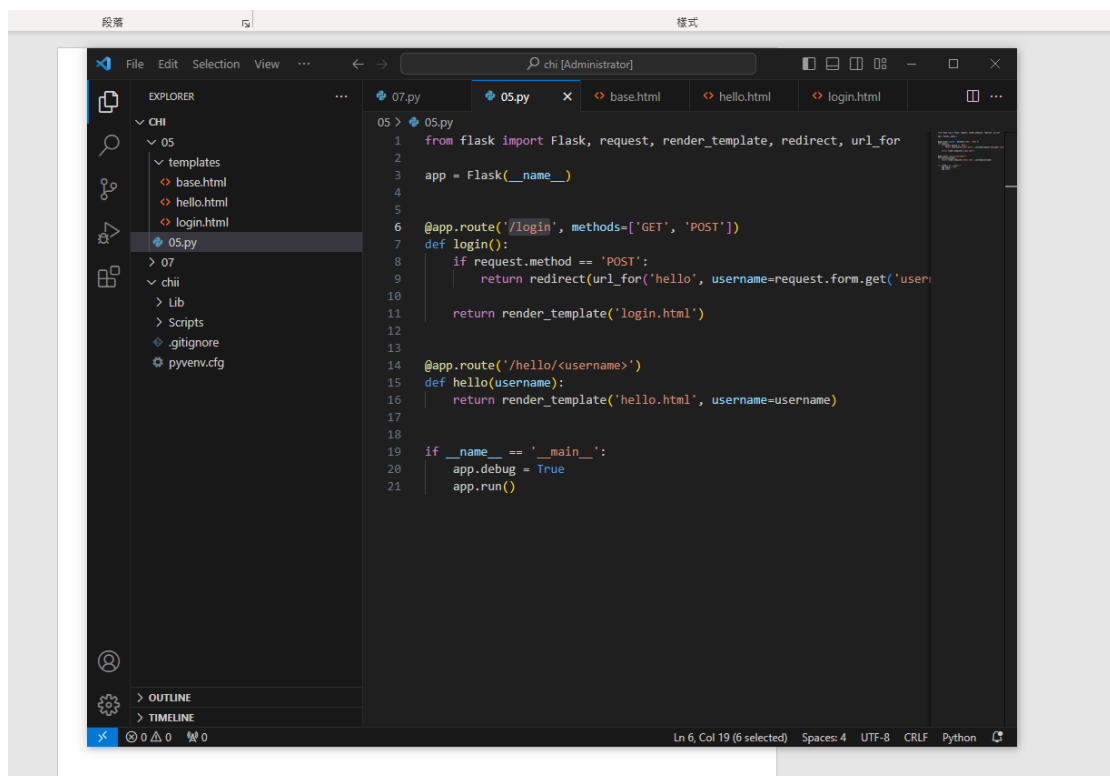 段落
樣式
File Edit Selection View ···
chi [Administrator]
EXPLORER ···
07.py
05.py
base.html
hello.html
login.html
CHI
05
templates
base.html
hello.html
login.html
05.py
07
chii
Lib
Scripts
.gitignore
pyvenv.cfg
05 > 05.py
1 from flask import Flask, request, render_template, redirect, url_for
2
3 app = Flask(__name__)
4
5
6 @app.route('/login', methods=['GET', 'POST'])
7 def login():
8 if request.method == 'POST':
9 return redirect(url_for('hello', username=request.form.get('user
10
11 return render_template('login.html')
12
13
14 @app.route('/hello/<username>')
15 def hello(username):
16 return render_template('hello.html', username=username)
17
18
19 if __name__ == '__main__':
20 app.debug = True
21 app.run()
OUTLINE
TIMELINE
0 0 0
Ln 6, Col 19 (6 selected) Spaces: 4 UTF-8 CRLF Python